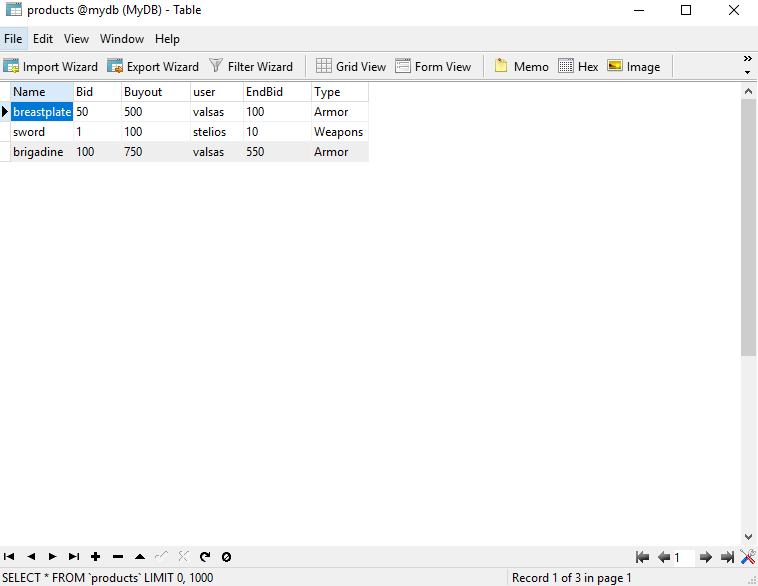 products @mydb (MyDB) - Table
File Edit View Window Help
Import Wizard Export Wizard Filter Wizard Grid View Form View Memo Hex Image
Name Bid Buyout user EndBid Type
breastplate 50 500 valsas 100 Armor
sword 1 100 stelios 10 Weapons
brigadine 100 750 valsas 550 Armor
1
SELECT * FROM `products` LIMIT 0, 1000 Record 1 of 3 in page 1